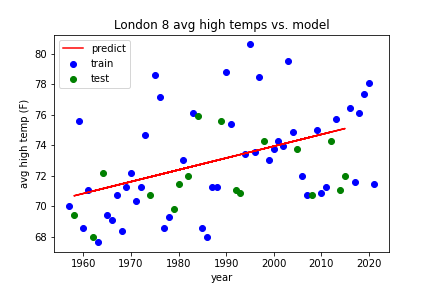 London 8 avg high temps vs. model
predict
train
test
80
78
76
74
72
70
68
avg high temp (F)
1960 1970 1980 1990 2000 2010 2020
year